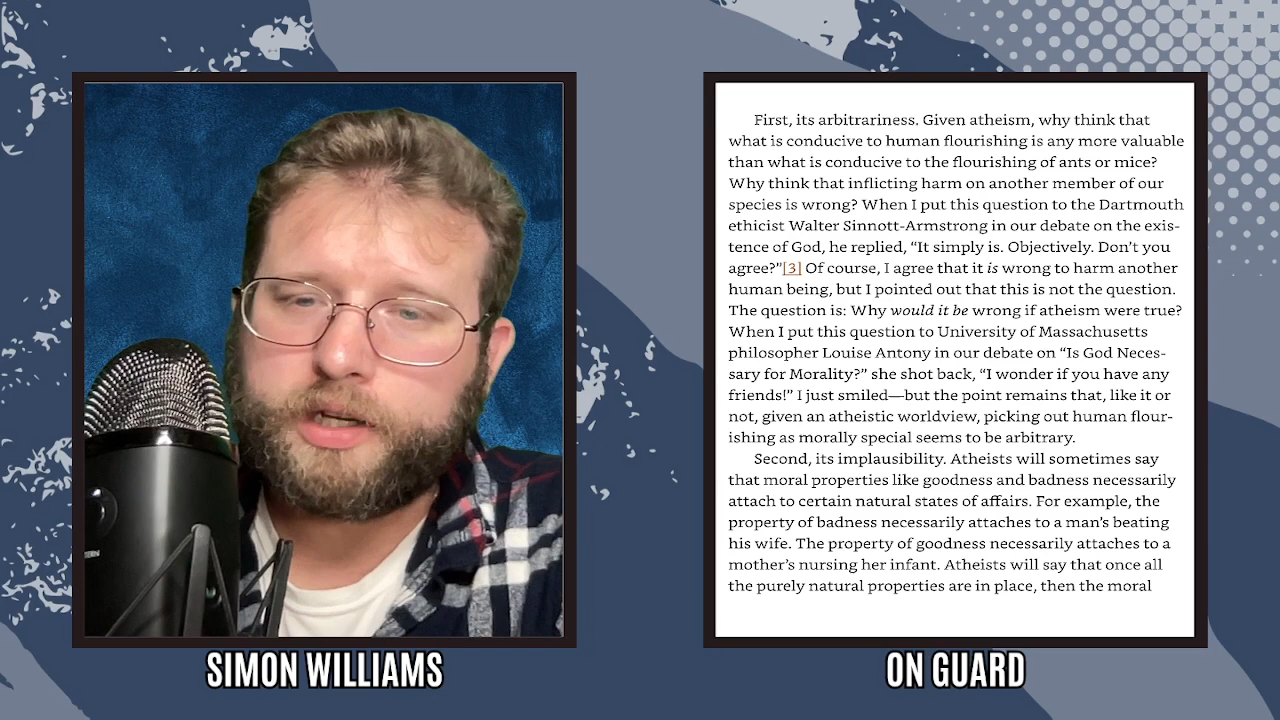 First, its arbitrariness. Given atheism, why think that
what is conducive to human flourishing is any more valuable
than what is conducive to the flourishing of ants or mice?
Why think that inflicting harm on another member of our
species is wrong? When I put this question to the Dartmouth
ethicist Walter Sinnott-Armstrong in our debate on the exis-
tence of God, he replied, “It simply is. Objectively. Don’t you
agree?”[3] Of course, I agree that it is wrong to harm another
human being, but I pointed out that this is not the question.
The question is: Why would it be wrong if atheism were true?
When I put this question to University of Massachusetts
philosopher Louise Antony in our debate on “Is God Neces-
sary for Morality?” she shot back, “I wonder if you have any
friends!” I just smiled—but the point remains that, like it or
not, given an atheistic worldview, picking out human flour-
ishing as morally special seems to be arbitrary.
Second, its implausibility. Atheists will sometimes say
that moral properties like goodness and badness necessarily
attach to certain natural states of affairs. For example, the
property of badness necessarily attaches to a man’s beating
his wife. The property of goodness necessarily attaches to a
mother’s nursing her infant. Atheists will say that once all
the purely natural properties are in place, then the moral
SIMON WILLIAMS
ON GUARD